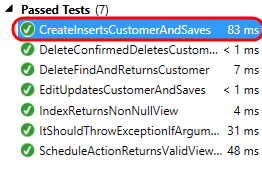 Passed Tests (7)
CreateInsertsCustomerAndSaves 83 ms
DeleteConfirmedDeletesCustom... < 1 ms
DeleteFindAndReturnsCustomer 7 ms
EditUpdatesCustomerAndSaves < 1 ms
IndexReturnsNonNullView 4 ms
ItShouldThrowExceptionIfArgum... 31 ms
ScheduleActionReturnsValidView... 48 ms